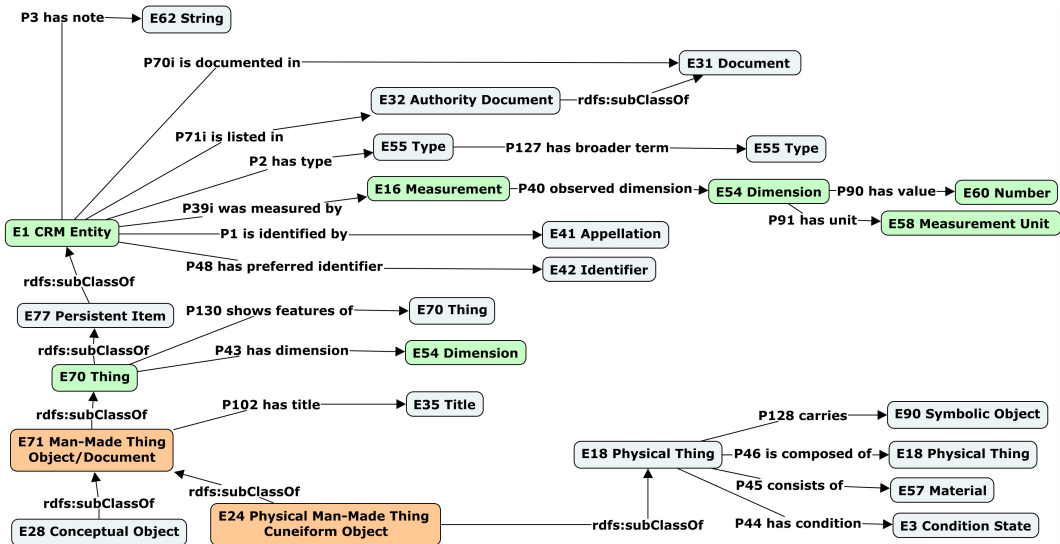 P3 has note
E62 String
P70i is documented in
E31 Document
E32 Authority Document
rdfs:subClassOf
P71i is listed in
E55 Type
P127 has broader term
E55 Type
P2 has type
E16 Measurement
P40 observed dimension
E54 Dimension
P90 has value
E60 Number
P39i was measured by
P91 has unit
E58 Measurement Unit
E1 CRM Entity
P1 is identified by
E41 Appellation
P48 has preferred identifier
E42 Identifier
rdfs:subClassOf
E77 Persistent Item
P130 shows features of
E70 Thing
rdfs:subClassOf
P43 has dimension
E54 Dimension
E70 Thing
rdfs:subClassOf
P102 has title
E35 Title
P128 carries
E90 Symbolic Object
E71 Man-Made Thing
Object/Document
E18 Physical Thing
P46 is composed of
E18 Physical Thing
P45 consists of
E57 Material
rdfs:subClassOf
rdfs:subClassOf
E24 Physical Man-Made Thing
Cuneiform Object
rdfs:subClassOf
P44 has condition
E3 Condition State
E28 Conceptual Object